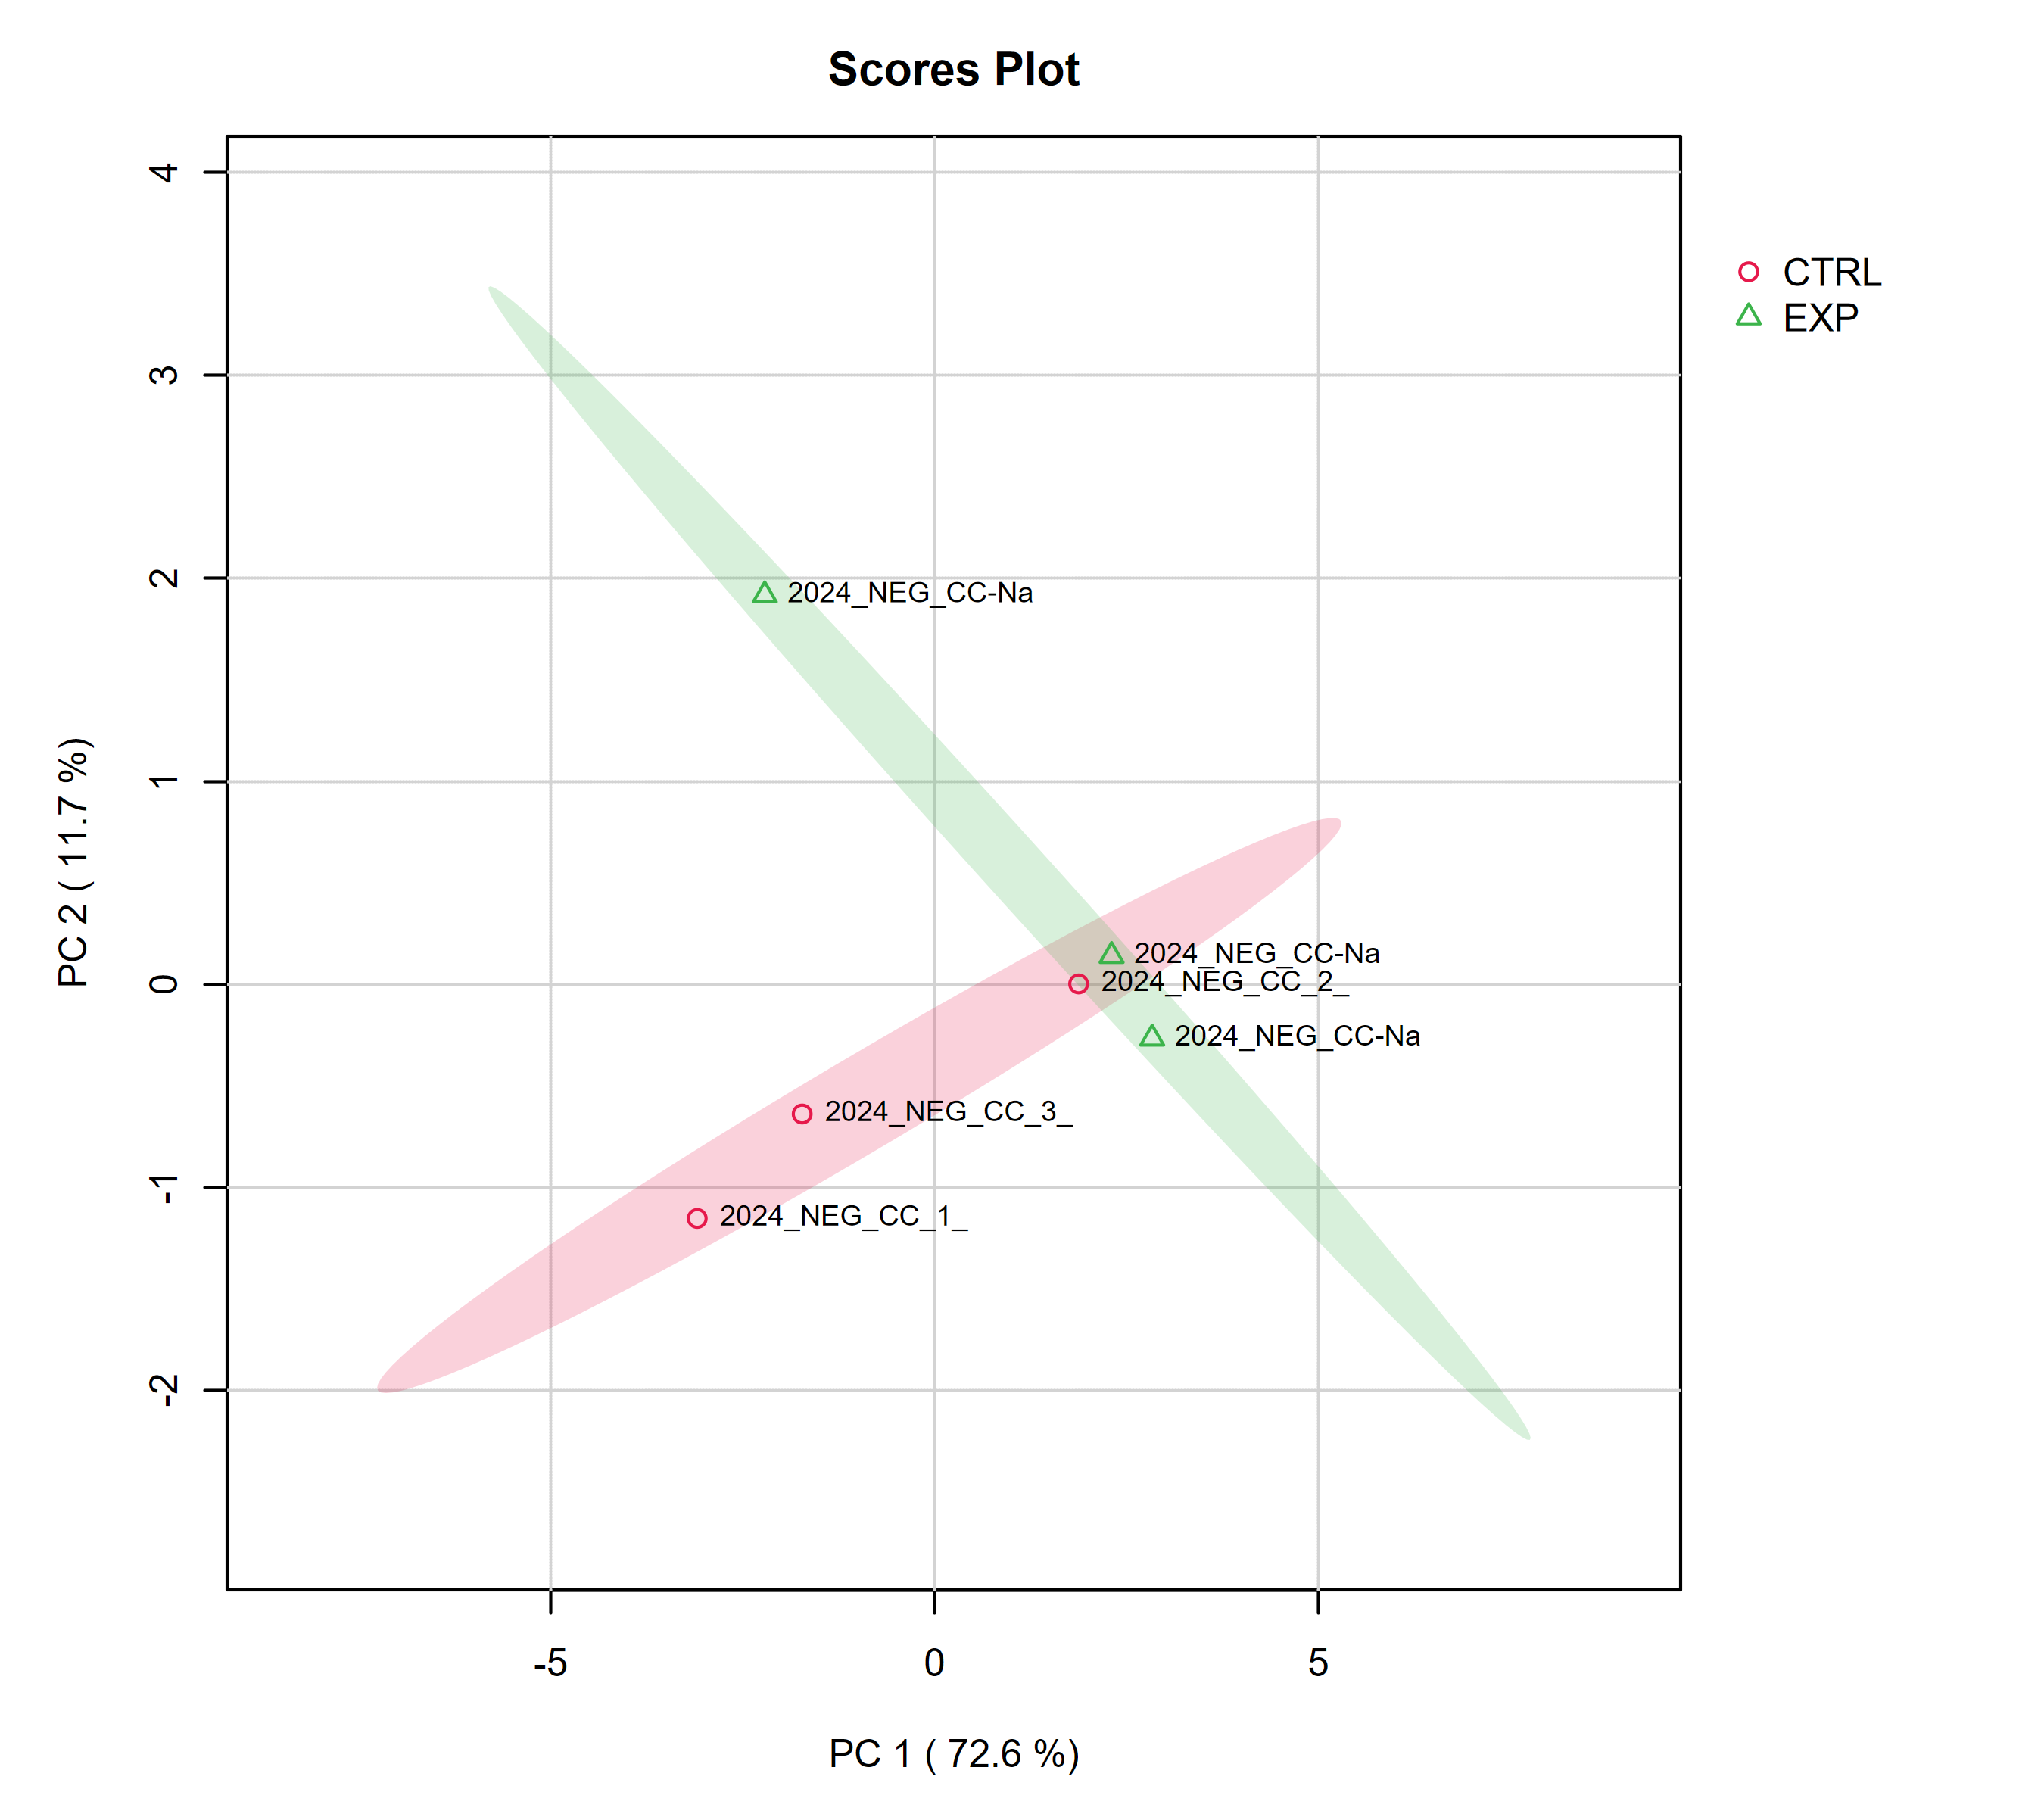 Scores Plot
4
3
2
1
0
-1
-2
PC 2 ( 11.7 %)
CTRL
EXP
2024_NEG_CC-Na
2024_NEG_CC-Na
2024_NEG_CC_2_
2024_NEG_CC-Na
2024_NEG_CC_3_
2024_NEG_CC_1_
-5
0
5
PC 1 ( 72.6 %)